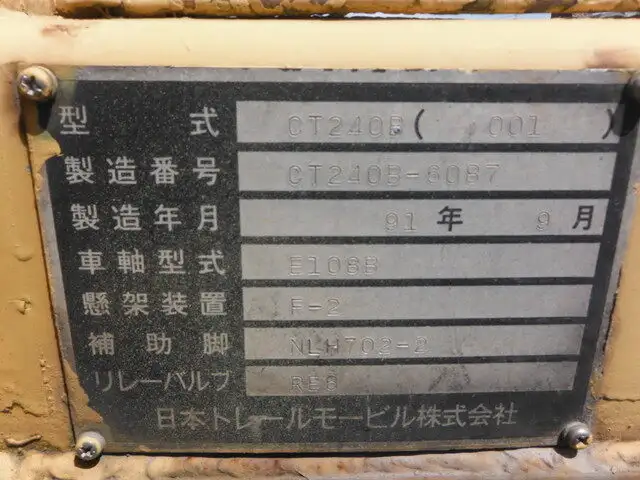 型式 CT240B( 001 )
製造番号 CT240B-6087
製造年月 91年 9月
車軸型式 E108B
懸架装置 F-2
補助脚 NLH702-2
リレーバルブ RE6
日本トレールモービル株式会社